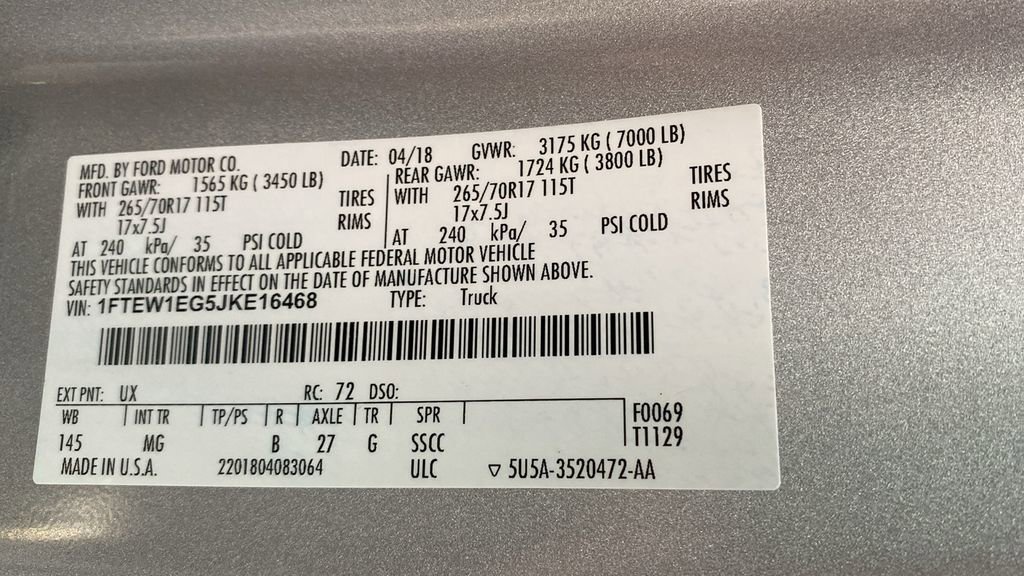 MFD. BY FORD MOTOR CO. DATE: 04/18 GVWR: 3175 KG ( 7000 LB)
FRONT GAWR: 1565 KG ( 3450 LB) REAR GAWR: 1724 KG ( 3800 LB)
WITH 265/70R17 115T TIRES WITH 265/70R17 115T TIRES
17x7.5J RIMS 17x7.5J RIMS
AT 240 kPa/ 35 PSI COLD AT 240 kPa/ 35 PSI COLD
THIS VEHICLE CONFORMS TO ALL APPLICABLE FEDERAL MOTOR VEHICLE
SAFETY STANDARDS IN EFFECT ON THE DATE OF MANUFACTURE SHOWN ABOVE.
VIN: 1FTEW1EG5JKE16468 TYPE: Truck
EXT PNT: UX RC: 72 DSO:
WB INT TR TP/PS R AXLE TR SPR F0069
145 MG B 27 G SSCC T1129
MADE IN U.S.A. 2201804083064 ULC ▽ 5U5A-3520472-AA